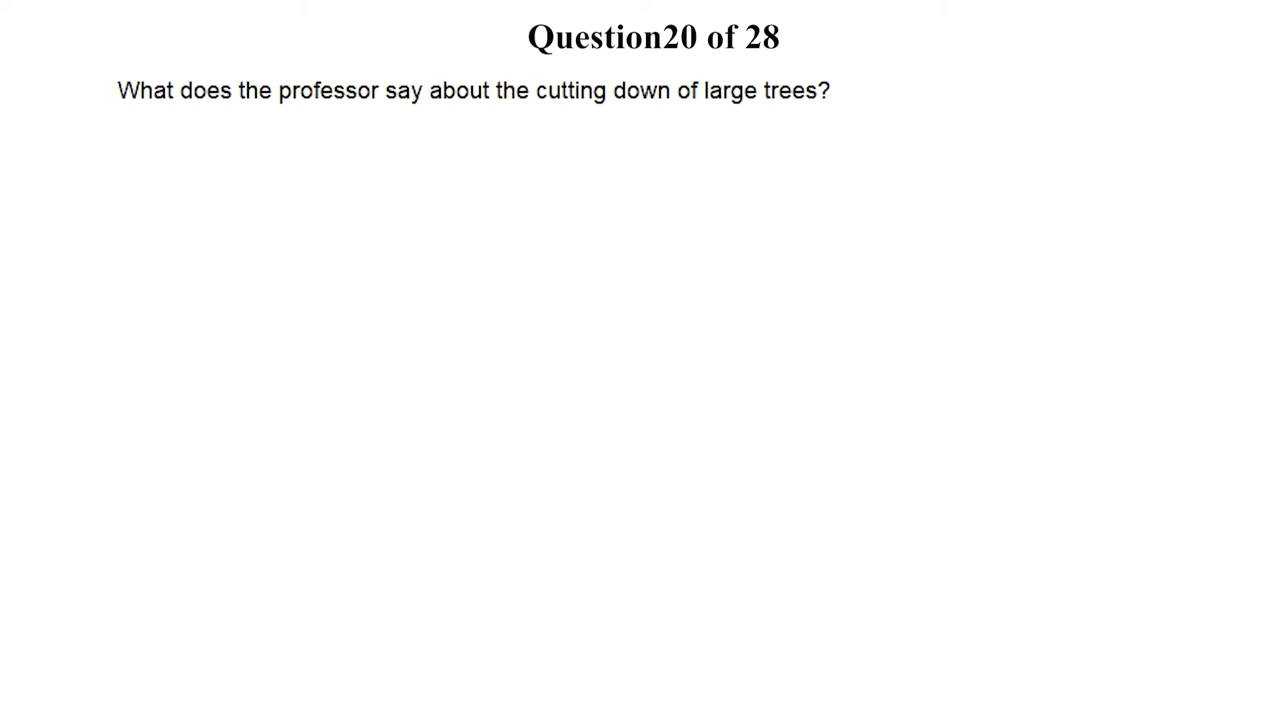 Question20 of 28
What does the professor say about the cutting down of large trees?